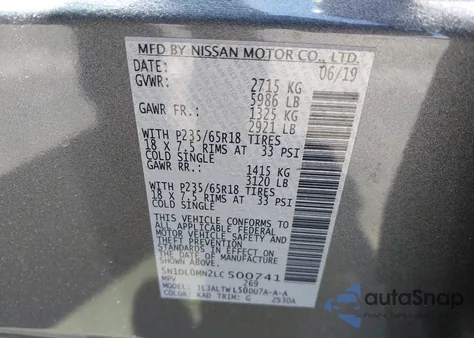 MFD BY NISSAN MOTOR CO., LTD.
DATE: 06/19
GVWR: 2715 KG
5986 LB
GAWR FR.: 1325 KG
2921 LB
WITH P235/65R18 TIRES
18 X 7.5 RIMS AT 33 PSI
COLD SINGLE
GAWR RR.: 1415 KG
3120 LB
WITH P235/65R18 TIRES
18 X 7.5 RIMS AT 33 PSI
COLD SINGLE
THIS VEHICLE CONFORMS TO ALL
APPLICABLE FEDERAL
MOTOR VEHICLE SAFETY AND
THEFT PREVENTION
STANDARDS IN EFFECT
ON THE DATE OF
MANUFACTURE SHOWN ABOVE
5N1DL0MN2LC500741
MPV 269
MODEL:
COLOR: KAD TRIM: G 2530A
autoSnap